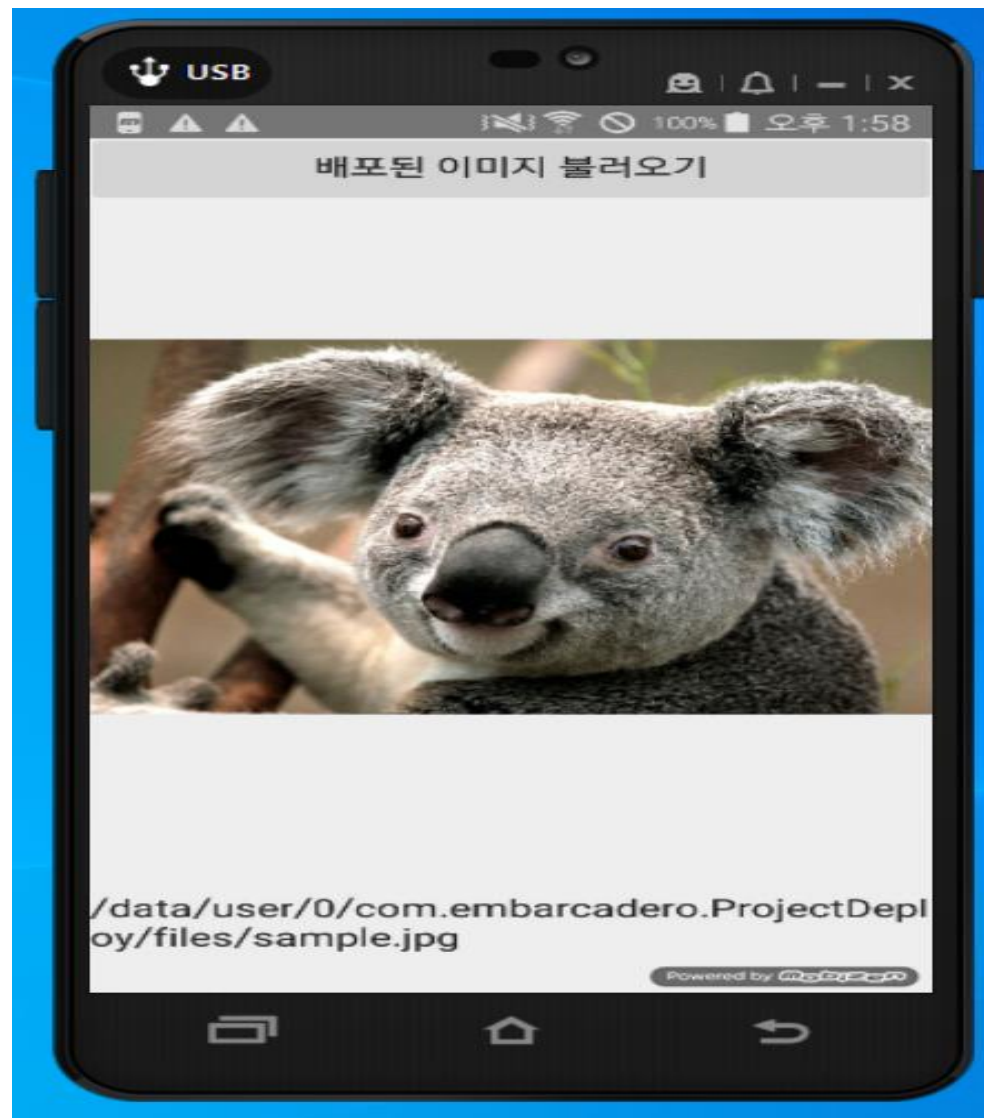 USB
100% 오후 1:58
배포된 이미지 불러오기
/data/user/0/com.embarcadero.ProjectDepl
oy/files/sample.jpg
Powered by mobizen